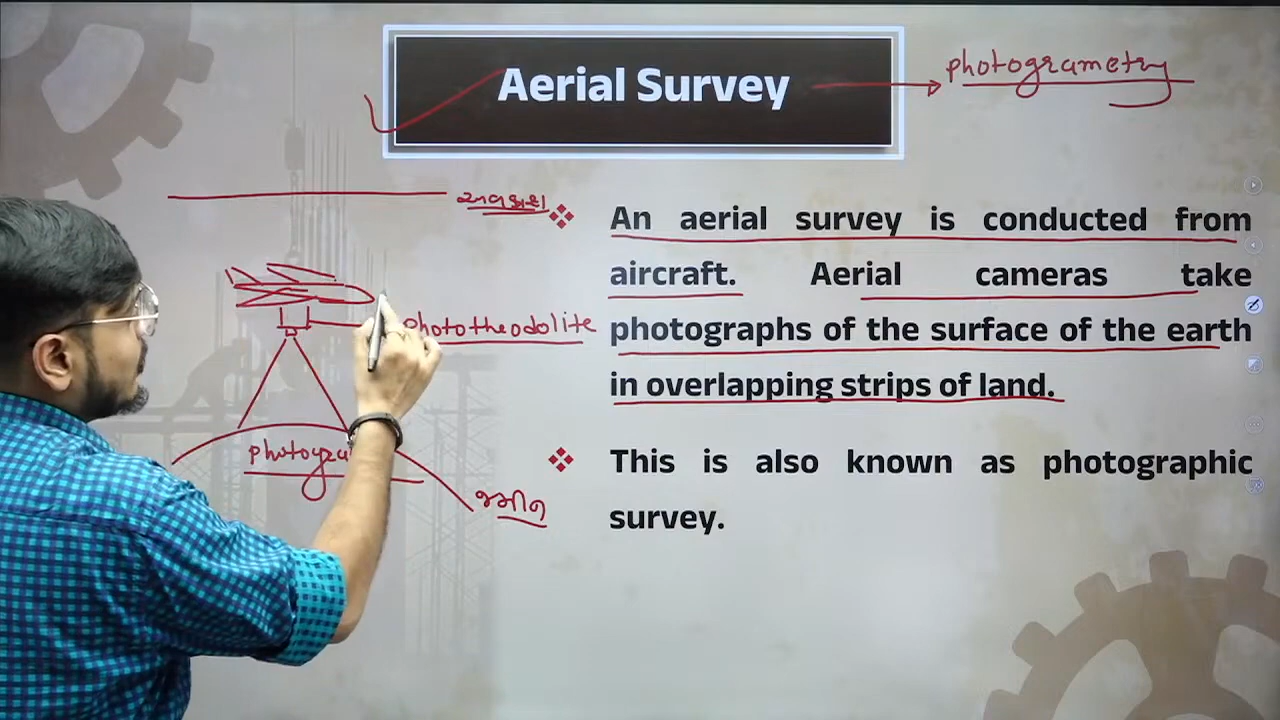 Aerial Survey
photogrametry
An aerial survey is conducted from
aircraft. Aerial cameras take
photographs of the surface of the earth
in overlapping strips of land.
This is also known as photographic
survey.
phototheodolite
જમીન